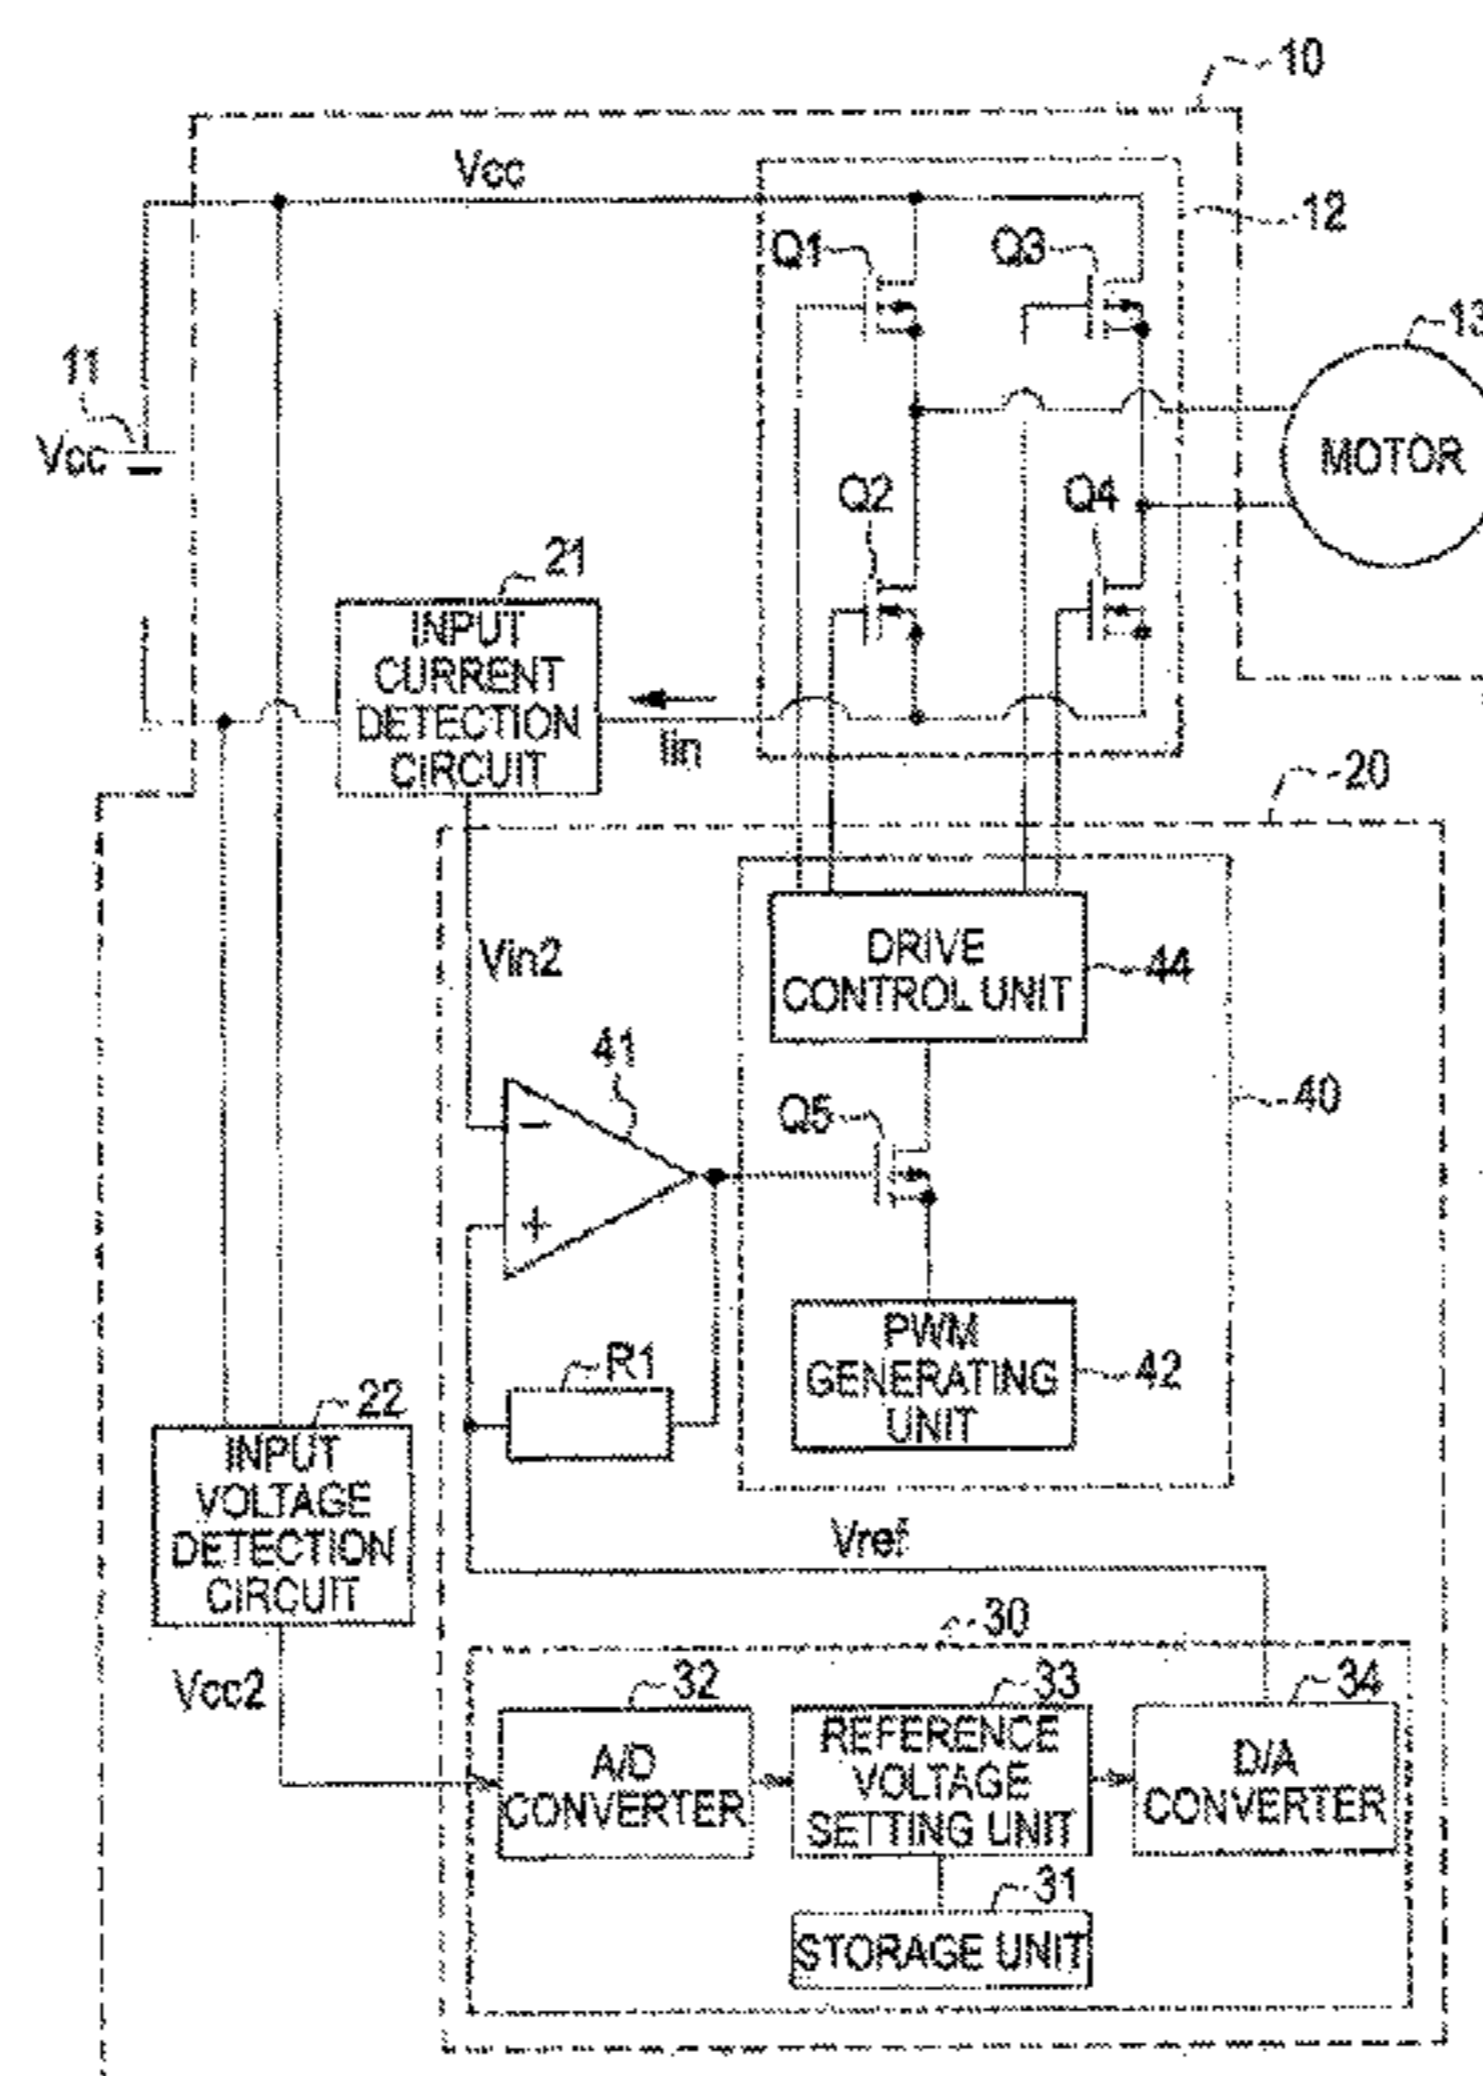 10
Vcc
12
Q1
Q3
13
11
Vcc
MOTOR
Q2
Q4
21
INPUT
CURRENT
DETECTION
CIRCUIT
Iin
20
Vin2
DRIVE
CONTROL UNIT
44
41
-
+
Q5
40
R1
PWM
GENERATING
UNIT
42
22
INPUT
VOLTAGE
DETECTION
CIRCUIT
Vref
30
Vcc2
32
33
34
A/D
CONVERTER
REFERENCE
VOLTAGE
SETTING UNIT
D/A
CONVERTER
31
STORAGE UNIT